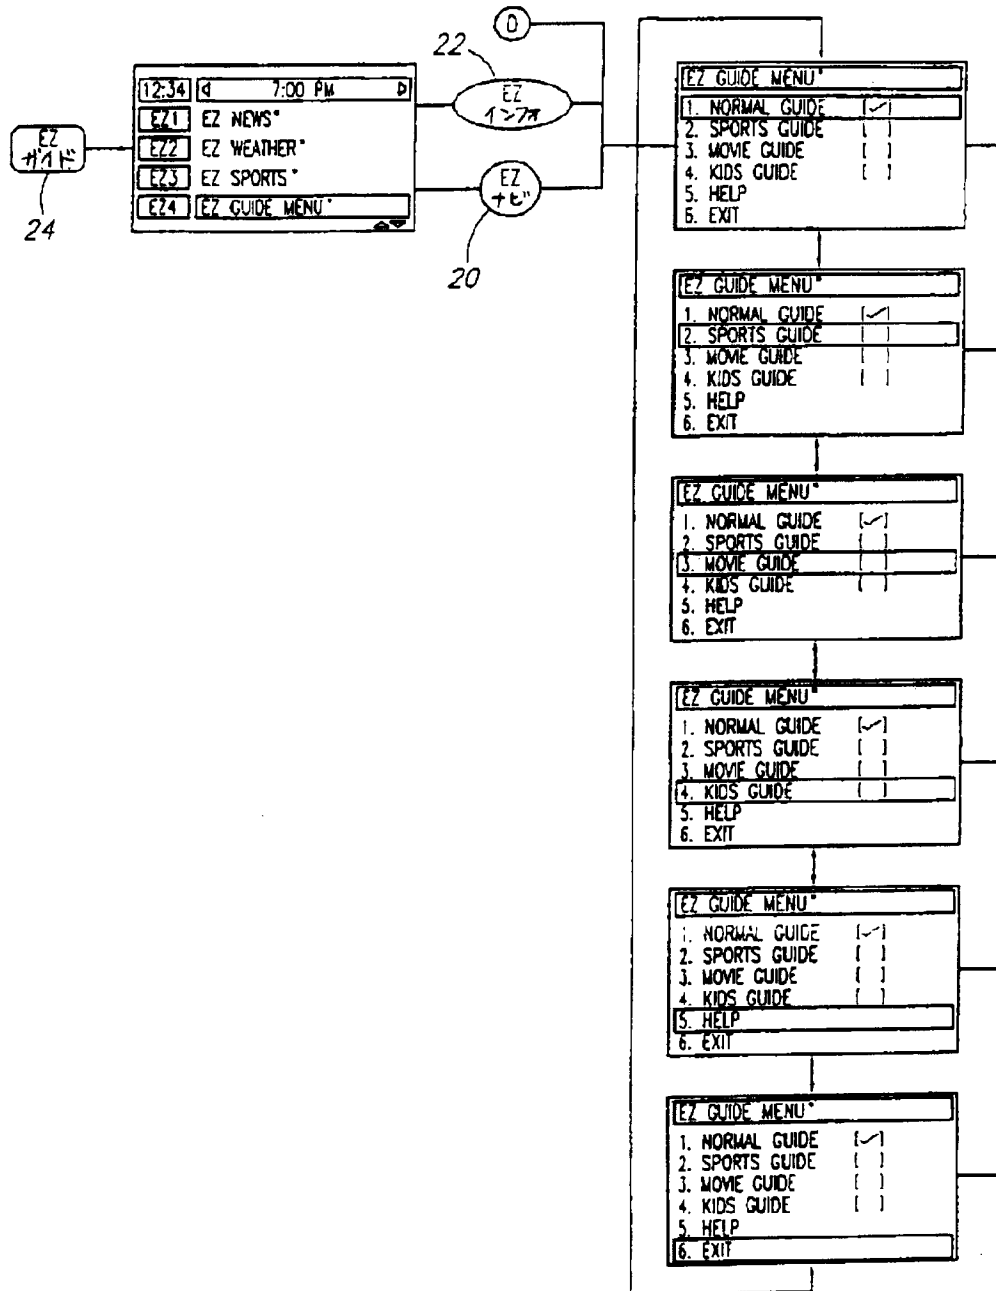 0
22
12:34 7:00 PM
EZ1 EZ NEWS
EZ2 EZ WEATHER
EZ3 EZ SPORTS
EZ4 EZ GUIDE MENU
EZ
ガイド
24
EZ
インフォ
EZ
ナビ
20
EZ GUIDE MENU
1. NORMAL GUIDE [✓]
2. SPORTS GUIDE [ ]
3. MOVIE GUIDE [ ]
4. KIDS GUIDE [ ]
5. HELP
6. EXIT
EZ GUIDE MENU
1. NORMAL GUIDE [✓]
2. SPORTS GUIDE [ ]
3. MOVIE GUIDE [ ]
4. KIDS GUIDE [ ]
5. HELP
6. EXIT
EZ GUIDE MENU
1. NORMAL GUIDE [✓]
2. SPORTS GUIDE [ ]
3. MOVIE GUIDE [ ]
4. KIDS GUIDE [ ]
5. HELP
6. EXIT
EZ GUIDE MENU
1. NORMAL GUIDE [✓]
2. SPORTS GUIDE [ ]
3. MOVIE GUIDE [ ]
4. KIDS GUIDE [ ]
5. HELP
6. EXIT
EZ GUIDE MENU
1. NORMAL GUIDE [✓]
2. SPORTS GUIDE [ ]
3. MOVIE GUIDE [ ]
4. KIDS GUIDE [ ]
5. HELP
6. EXIT
EZ GUIDE MENU
1. NORMAL GUIDE [✓]
2. SPORTS GUIDE [ ]
3. MOVIE GUIDE [ ]
4. KIDS GUIDE [ ]
5. HELP
6. EXIT